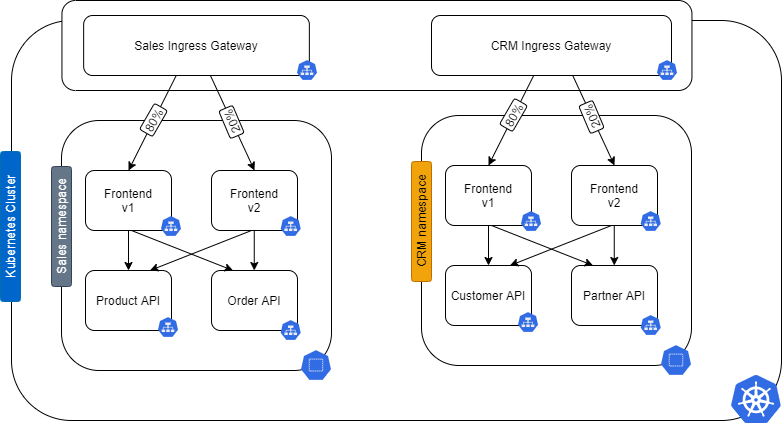 Sales Ingress Gateway
CRM Ingress Gateway
80%
20%
80%
20%
Kubernetes Cluster
Sales namespace
Frontend
v1
Frontend
v2
CRM namespace
Frontend
v1
Frontend
v2
Product API
Order API
Customer API
Partner API